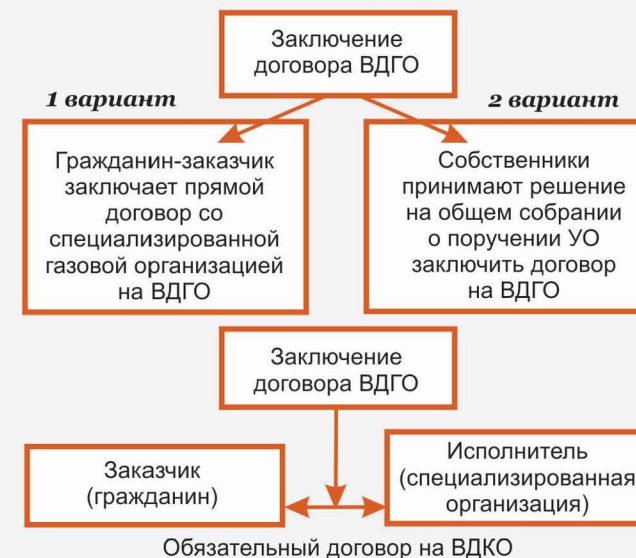 Заключение
договора ВДГО
1 вариант
2 вариант
Гражданин-заказчик
заключает прямой
договор со
специализированной
газовой организацией
на ВДГО
Собственники
принимают решение
на общем собрании
о поручении УО
заключить договор
на ВДГО
Заключение
договора ВДГО
Заказчик
(гражданин)
Исполнитель
(специализированная
организация)
Обязательный договор на ВДКО